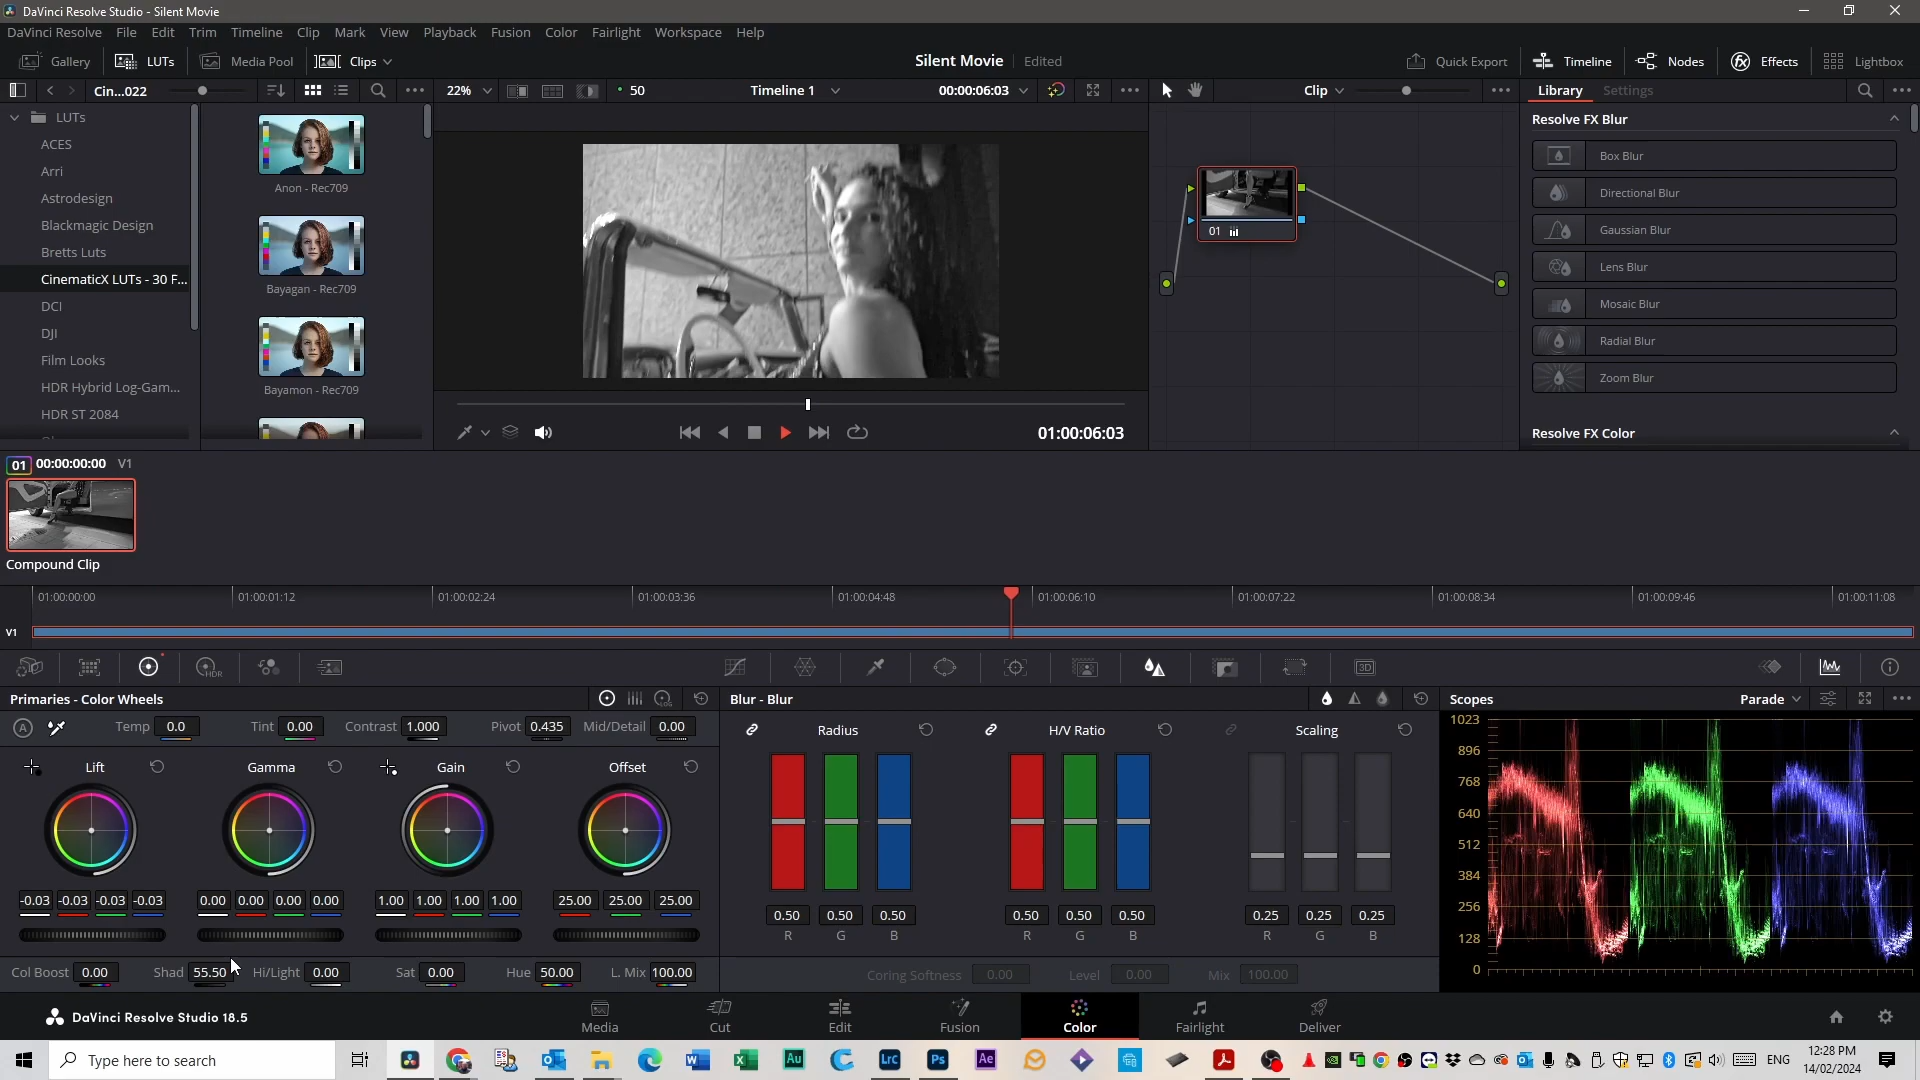 DaVinci Resolve Studio - Silent Movie
DaVinci Resolve File Edit Trim Timeline Clip Mark View Playback Fusion Color Fairlight Workspace Help
Gallery LUTs Media Pool Clips Silent Movie Edited Quick Export Timeline Nodes Effects Lightbox
Cin...022 22% 50 Timeline 1 00:00:06:03 Clip Library Settings
LUTs
ACES
Arri
Astrodesign
Blackmagic Design
Bretts Luts
CinematicX LUTs - 30 F...
DCI
DJI
Film Looks
HDR Hybrid Log-Gam...
HDR ST 2084
Anon - Rec709
Bayagan - Rec709
Bayamon - Rec709
01:00:06:03
01
Resolve FX Blur
Box Blur
Directional Blur
Gaussian Blur
Lens Blur
Mosaic Blur
Radial Blur
Zoom Blur
Resolve FX Color
01 00:00:00:00 V1
Compound Clip
01:00:00:00 01:00:01:12 01:00:02:24 01:00:03:36 01:00:04:48 01:00:06:10 01:00:07:22 01:00:08:34 01:00:09:46 01:00:11:08
V1
HDR 3D
Primaries - Color Wheels LOG Blur - Blur Scopes Parade
A Temp 0.0 Tint 0.00 Contrast 1.000 Pivot 0.435 Mid/Detail 0.00
Lift Gamma Gain Offset
-0.03 -0.03 -0.03 -0.03 0.00 0.00 0.00 0.00 1.00 1.00 1.00 1.00 25.00 25.00 25.00
Col Boost 0.00 Shad 55.50 Hi/Light 0.00 Sat 0.00 Hue 50.00 L. Mix 100.00
Radius H/V Ratio Scaling
0.50 0.50 0.50 0.50 0.50 0.50 0.25 0.25 0.25
R G B R G B R G B
Coring Softness 0.00 Level 0.00 Mix 100.00
1023
896
768
640
512
384
256
128
0
DaVinci Resolve Studio 18.5 Media Cut Edit Fusion Color Fairlight Deliver
Type here to search Au LrC Ps Ae ENG 12:28 PM
14/02/2024